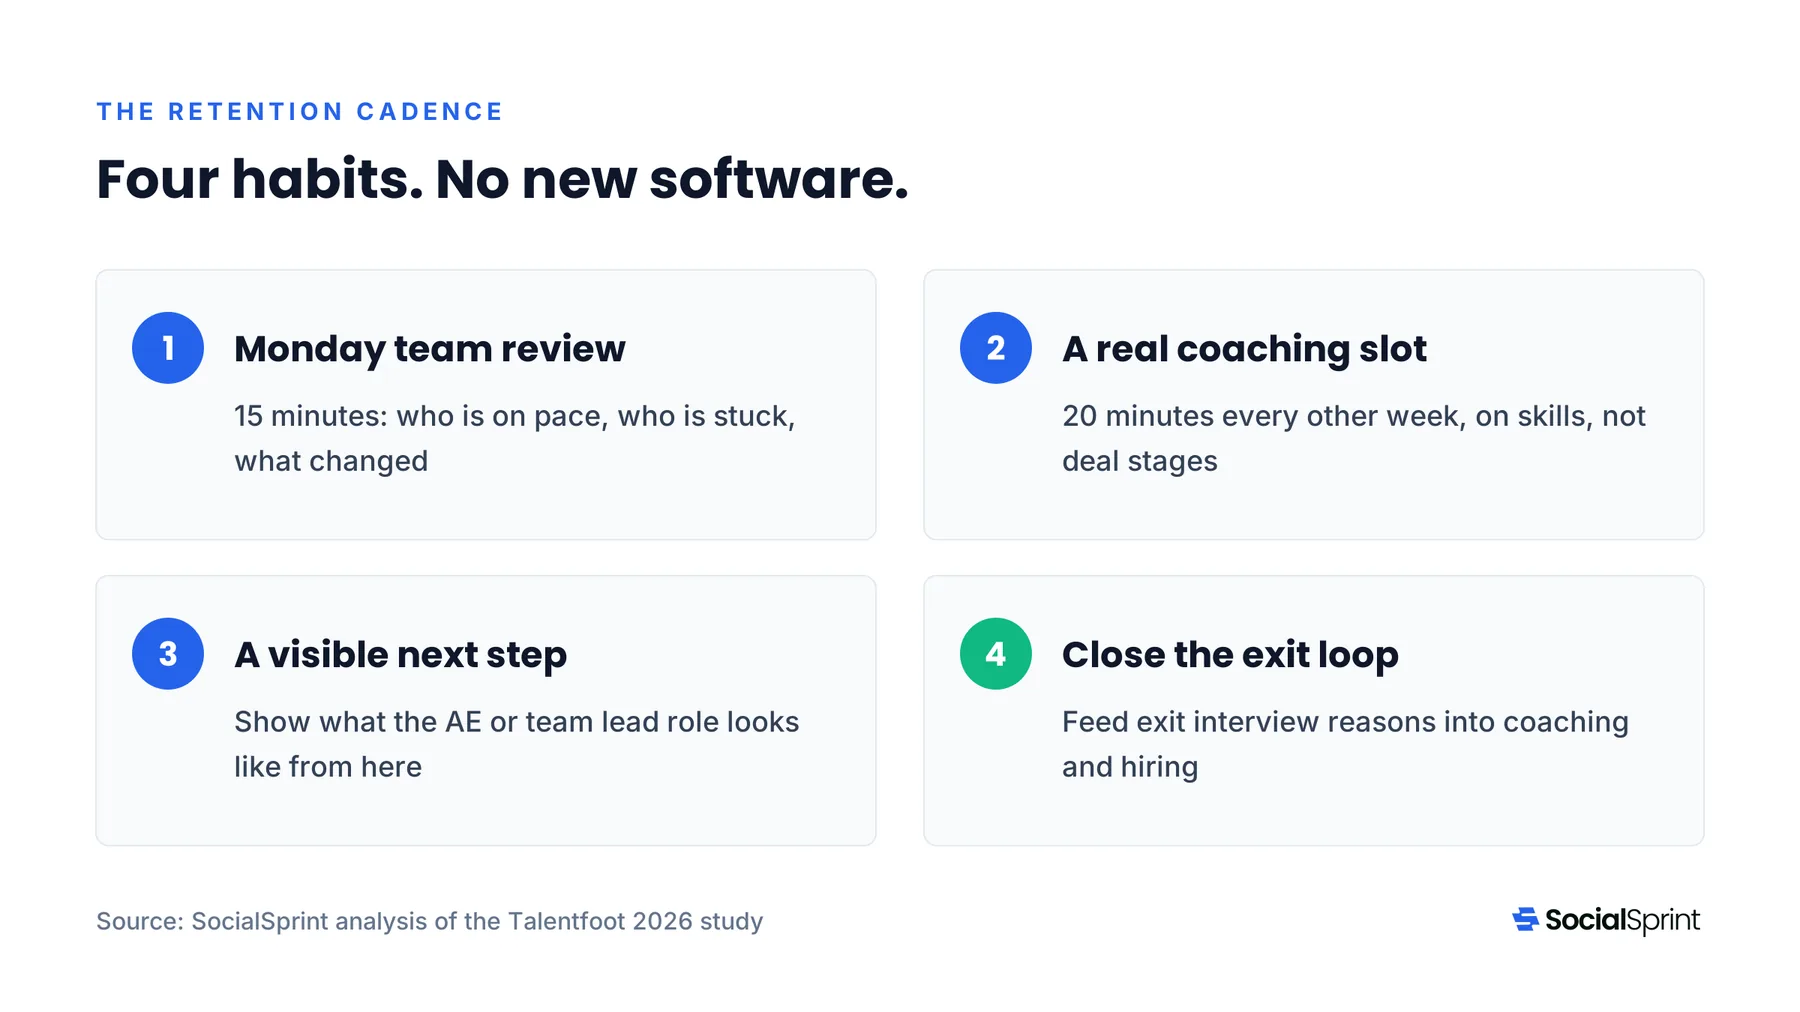 THE RETENTION CADENCE
Four habits. No new software.
1
Monday team review
15 minutes: who is on pace, who is stuck,
what changed
2
A real coaching slot
20 minutes every other week, on skills, not
deal stages
3
A visible next step
Show what the AE or team lead role looks
like from here
4
Close the exit loop
Feed exit interview reasons into coaching
and hiring
Source: SocialSprint analysis of the Talentfoot 2026 study
SocialSprint